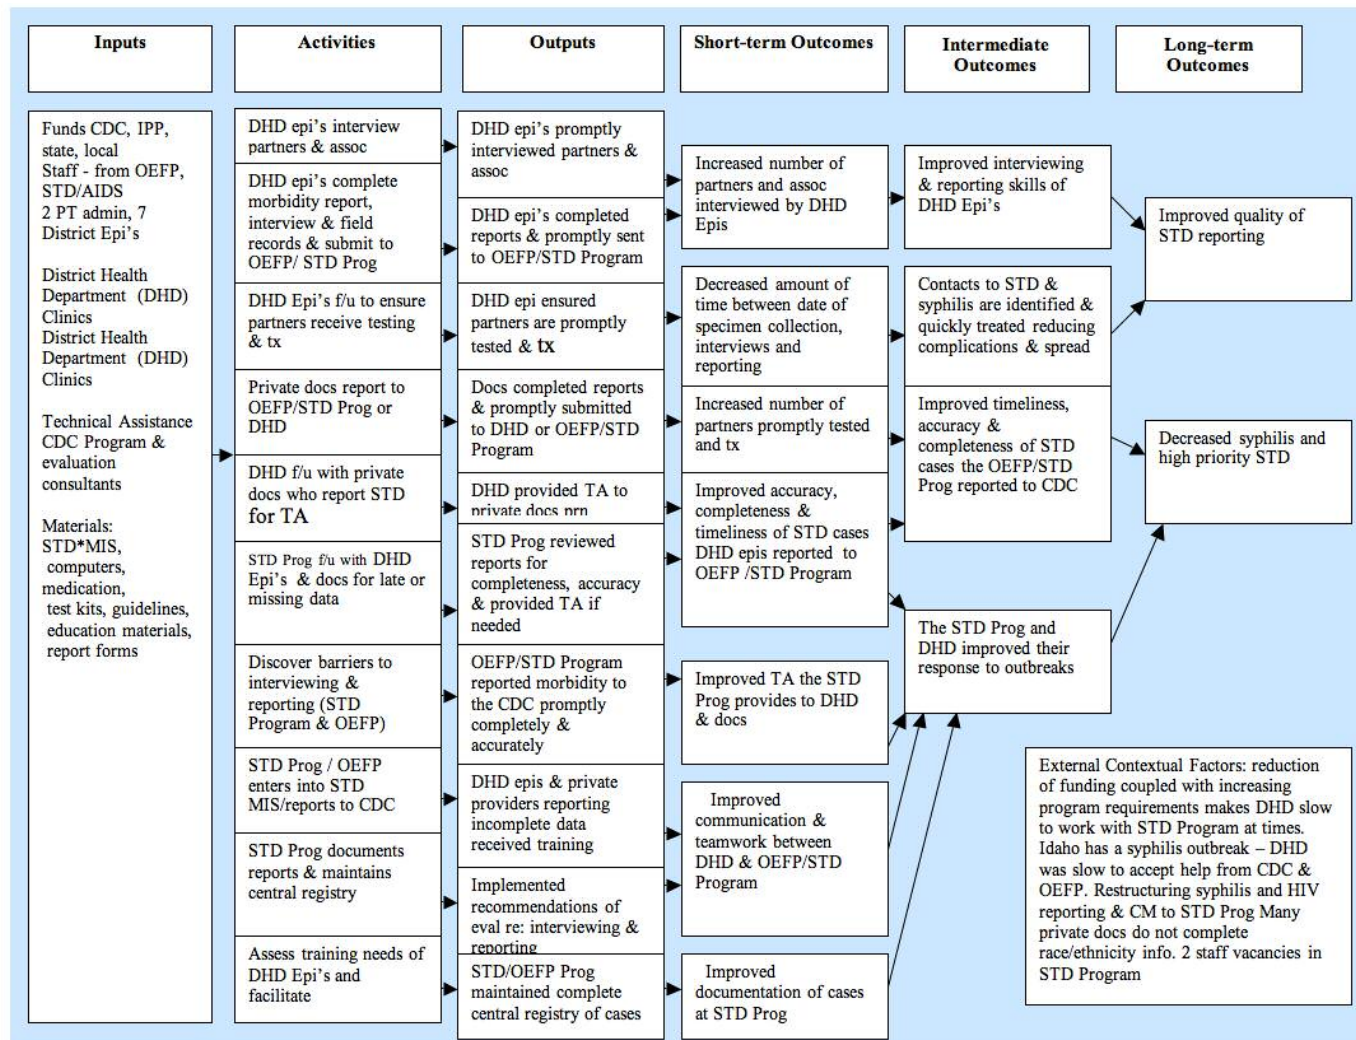 Inputs
Activities
Outputs
Short-term Outcomes
Intermediate
Outcomes
Long-term
Outcomes
Funds CDC, IPP,
state, local
Staff - from OEFP,
STD/AIDS
2 PT admin, 7
District Epi's
District Health
Department (DHD)
Clinics
District Health
Department (DHD)
Clinics
Technical Assistance
CDC Program &
evaluation
consultants
Materials:
STD*MIS,
computers,
medication,
test kits, guidelines,
education materials,
report forms
DHD epi's interview
partners & assoc
DHD epi's complete
morbidity report,
interview & field
records & submit to
OEFP/ STD Prog
DHD Epi's f/u to ensure
partners receive testing
& tx
Private docs report to
OEFP/STD Prog or
DHD
DHD f/u with private
docs who report STD
for TA
STD Prog f/u with DHD
Epi's & docs for late or
missing data
Discover barriers to
interviewing &
reporting (STD
Program & OEFP)
STD Prog / OEFP
enters into STD
MIS/reports to CDC
STD Prog documents
reports & maintains
central registry
Assess training needs of
DHD Epi's and
facilitate
DHD epi's promptly
interviewed partners &
assoc
DHD epi's completed
reports & promptly sent
to OEFP/STD Program
DHD epi ensured
partners are promptly
tested & tx
Docs completed reports
& promptly submitted
to DHD or OEFP/STD
Program
DHD provided TA to
private docs prn
STD Prog reviewed
reports for
completeness, accuracy
& provided TA if
needed
OEFP/STD Program
reported morbidity to
the CDC promptly
completely &
accurately
DHD epis & private
providers reporting
incomplete data
received training
Implemented
recommendations of
eval re: interviewing &
reporting
STD/OEFP Prog
maintained complete
central registry of cases
Increased number of
partners and assoc
interviewed by DHD
Epis
Decreased amount of
time between date of
specimen collection,
interviews and
reporting
Increased number of
partners promptly tested
and tx
Improved accuracy,
completeness &
timeliness of STD cases
DHD epis reported to
OEFP /STD Program
Improved TA the STD
Prog provides to DHD
& docs
Improved
communication &
teamwork between
DHD & OEFP/STD
Program
Improved
documentation of cases
at STD Prog
Improved interviewing
& reporting skills of
DHD Epi's
Contacts to STD &
syphilis are identified &
quickly treated reducing
complications & spread
Improved timeliness,
accuracy &
completeness of STD
cases the OEFP/STD
Prog reported to CDC
The STD Prog and
DHD improved their
response to outbreaks
Improved quality of
STD reporting
Decreased syphilis and
high priority STD
External Contextual Factors: reduction
of funding coupled with increasing
program requirements makes DHD slow
to work with STD Program at times.
Idaho has a syphilis outbreak – DHD
was slow to accept help from CDC &
OEFP. Restructuring syphilis and HIV
reporting & CM to STD Prog Many
private docs do not complete
race/ethnicity info. 2 staff vacancies in
STD Program